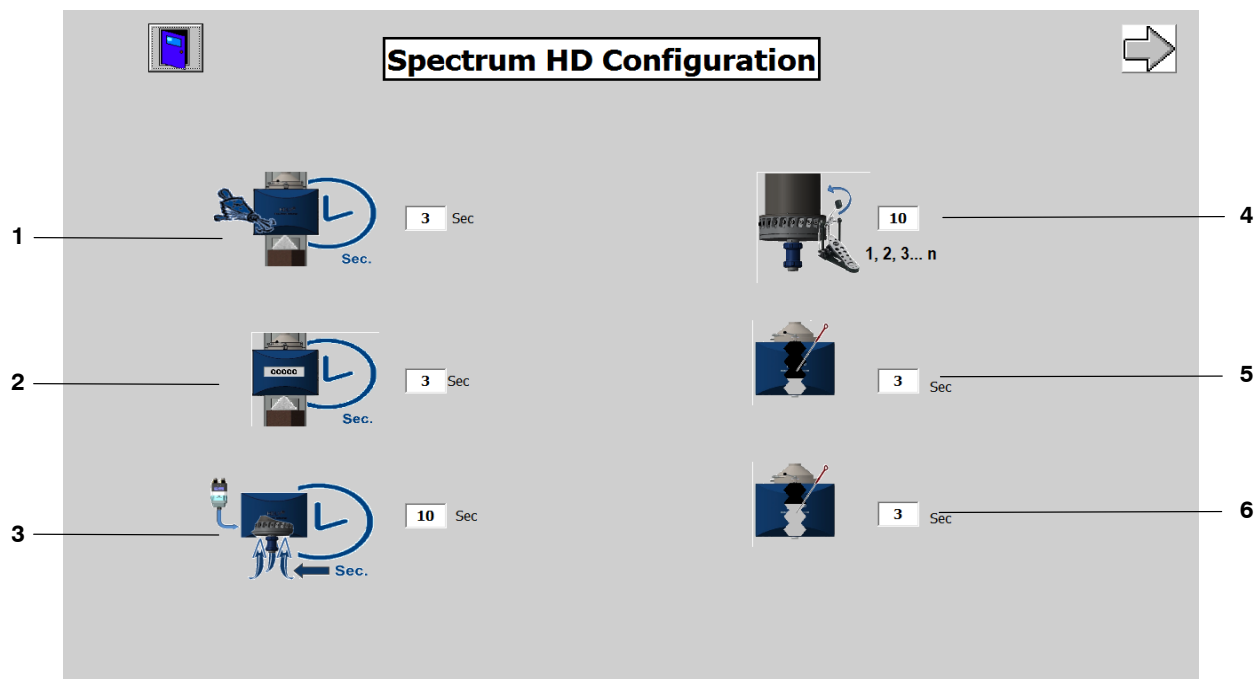 Spectrum HD Configuration
1
Sec.
3 Sec
2
ooooo
Sec.
3 Sec
3
Sec.
10 Sec
4
10
1, 2, 3... n
5
3 Sec
6
3 Sec